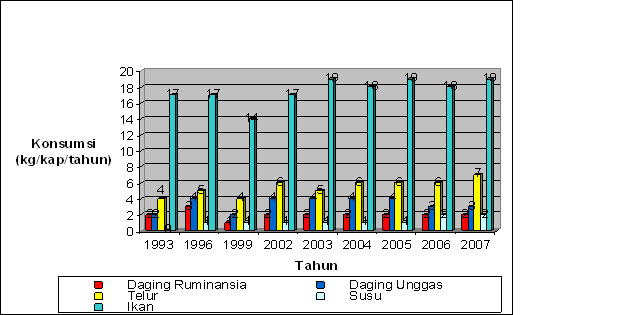 20
18
16
14
12
10
8
6
4
2
0
Konsumsi
(kg/kap/tahun)
17 17 14 17 19 18 19 18 19
4 5 4 6 5 6 6 6 7
1993 1996 1999 2002 2003 2004 2005 2006 2007
Tahun
Daging Ruminansia Daging Unggas
Telur Susu
Ikan